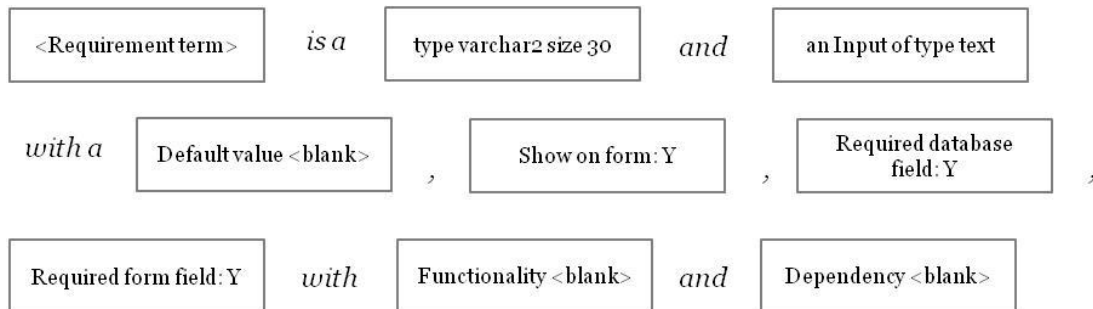 <Requirement term> is a type varchar2 size 30 and an Input of type text
with a Default value <blank> , Show on form: Y , Required database field: Y ,
Required form field: Y with Functionality <blank> and Dependency <blank>